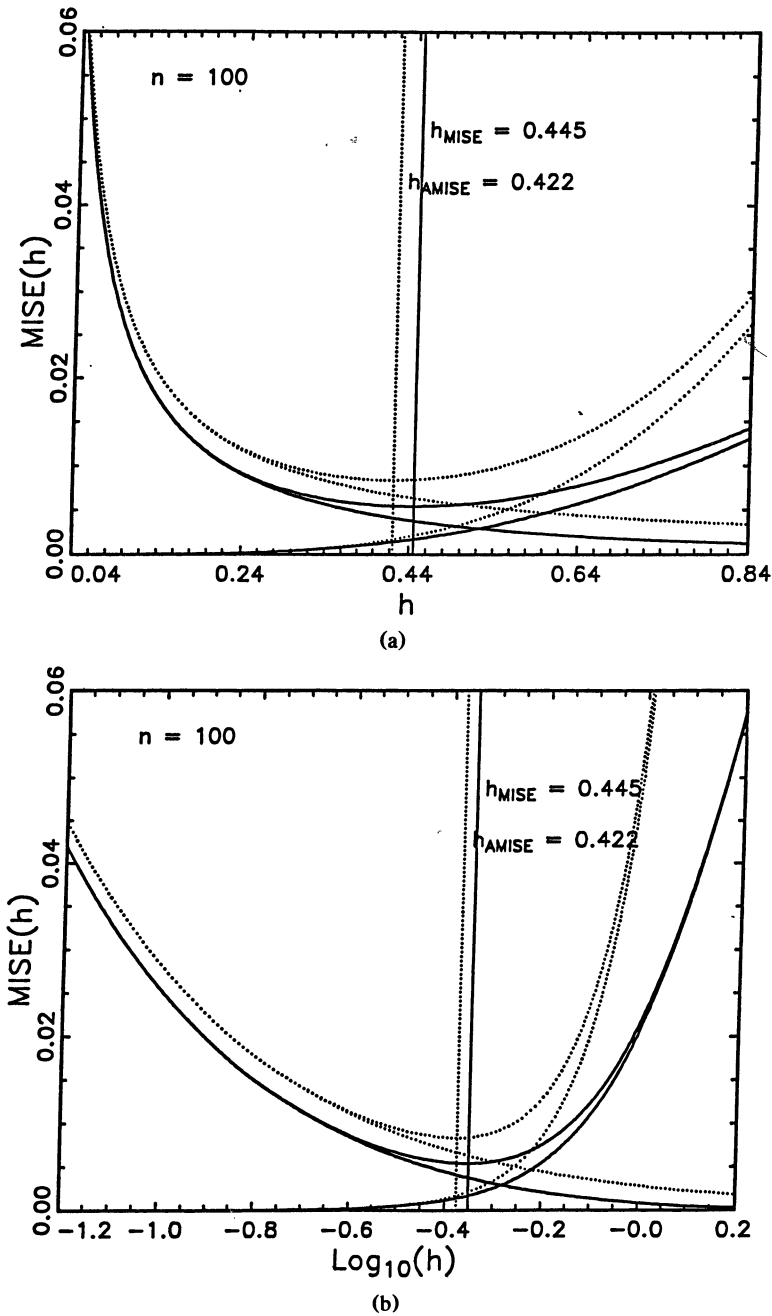 0.06
n = 100
h_MISE = 0.445
0.04
h_AMISE = 0.422
MISE(h)
0.02
0.00
0.04 0.24 0.44 0.64 0.84
h
(a)
0.06
n = 100
h_MISE = 0.445
0.04
h_AMISE = 0.422
MISE(h)
0.02
0.00
-1.2 -1.0 -0.8 -0.6 -0.4 -0.2 -0.0 0.2
Log_10(h)
(b)